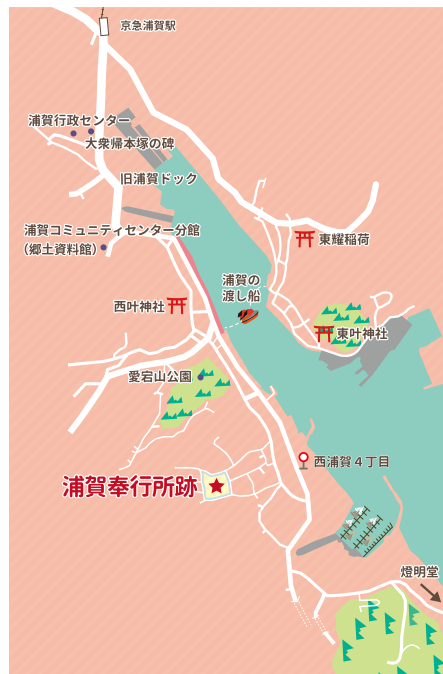 京急浦賀駅
浦賀行政センター
大衆帰本塚の碑
旧浦賀ドック
浦賀コミュニティセンター分館
（郷土資料館）
東耀稲荷
浦賀の
渡し船
西叶神社
東叶神社
愛宕山公園
西浦賀４丁目
浦賀奉行所跡
燈明堂